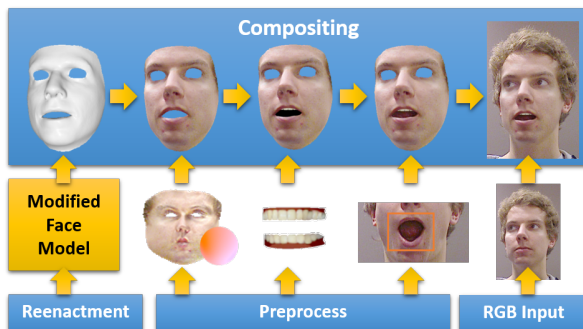 Compositing
Modified
Face
Model
Reenactment
Preprocess
RGB Input